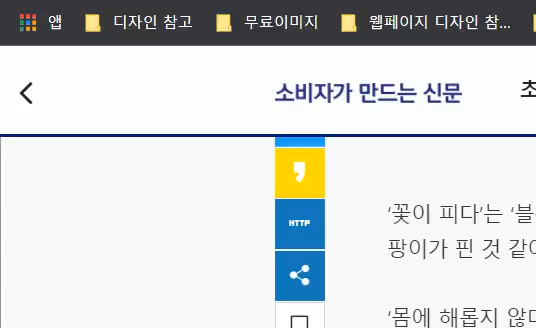 앱 디자인 참고 무료이미지 웹페이지 디자인 참...
소비자가 만드는 신문
HTTP
'꽃이 피다'는 '블
팡이가 핀 것 같
'몸에 해롭지 않